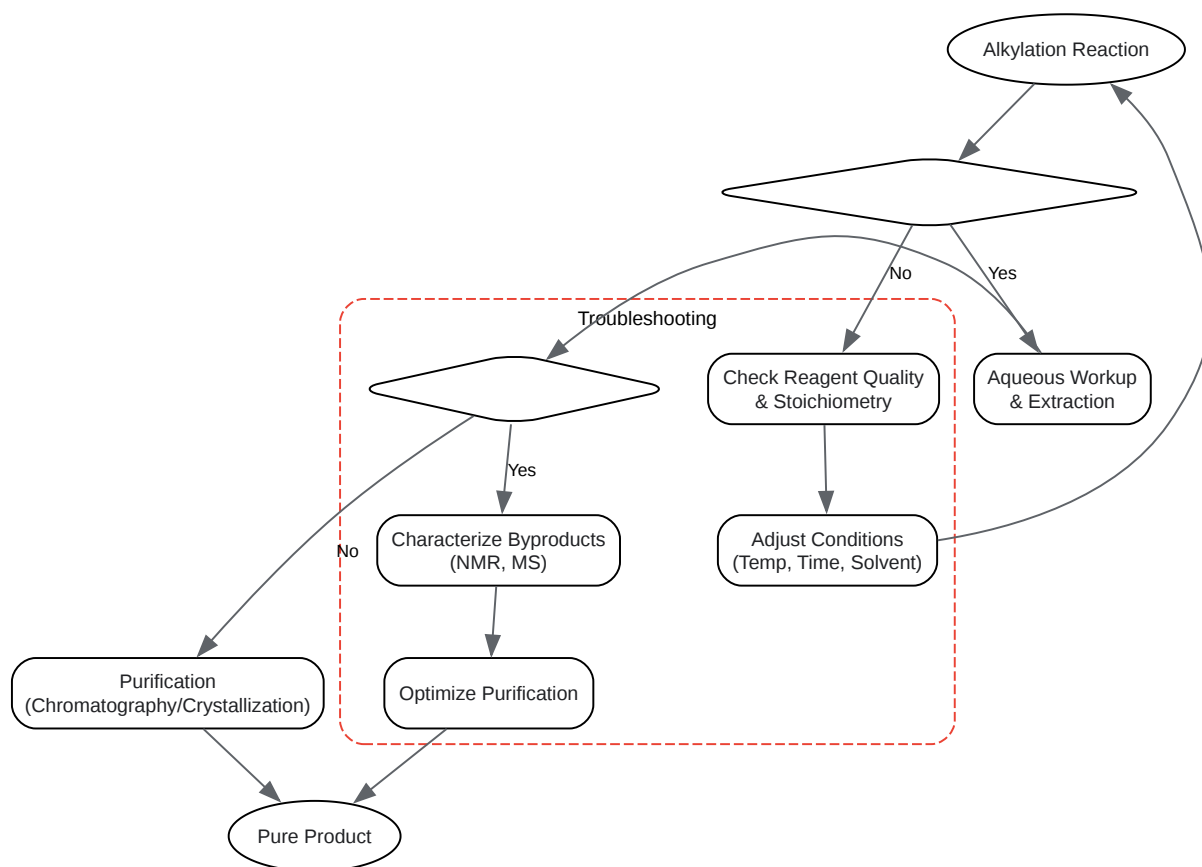 Alkylation Reaction
No
Yes
Troubleshooting
Check Reagent Quality
& Stoichiometry
Aqueous Workup
& Extraction
Yes
No
Characterize Byproducts
(NMR, MS)
Adjust Conditions
(Temp, Time, Solvent)
Purification
(Chromatography/Crystallization)
Optimize Purification
Pure Product